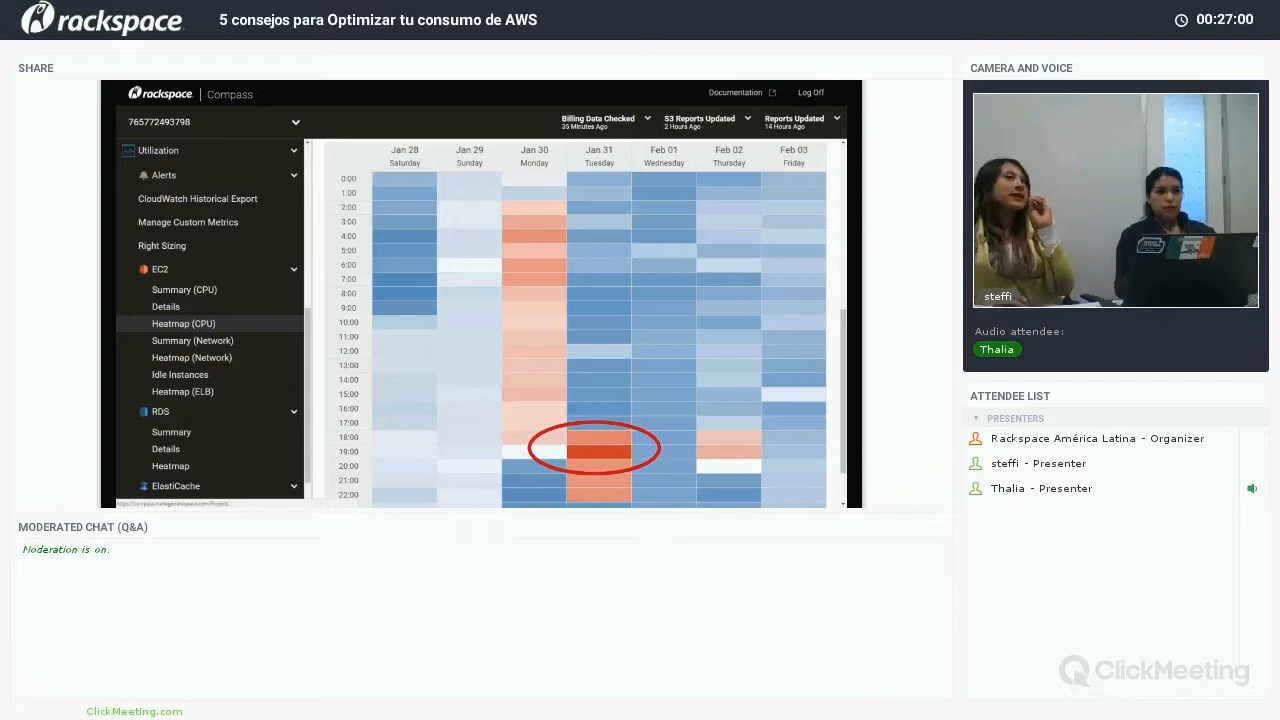 rackspace
5 consejos para Optimizar tu consumo de AWS
00:27:00
SHARE
CAMERA AND VOICE
rackspace | Compass
Documentation
Log Off
765772493798
Billing Data Checked
35 Minutes Ago
S3 Reports Updated
2 Hours Ago
Reports Updated
14 Hours Ago
Utilization
Alerts
CloudWatch Historical Export
Manage Custom Metrics
Right Sizing
EC2
Summary (CPU)
Details
Heatmap (CPU)
Summary (Network)
Heatmap (Network)
Idle Instances
Heatmap (ELB)
RDS
Summary
Details
Heatmap
ElastiCache
https://compass.manage.rackspace.com/#projects
Jan 28 Jan 29 Jan 30 Jan 31 Feb 01 Feb 02 Feb 03
Saturday Sunday Monday Tuesday Wednesday Thursday Friday
0:00
1:00
2:00
3:00
4:00
5:00
6:00
7:00
8:00
9:00
10:00
11:00
12:00
13:00
14:00
15:00
16:00
17:00
18:00
19:00
20:00
21:00
22:00
steffi
Audio attendee:
Thalia
ATTENDEE LIST
PRESENTERS
Rackspace América Latina - Organizer
steffi - Presenter
Thalia - Presenter
MODERATED CHAT (Q&A)
Moderation is on.
ClickMeeting
ClickMeeting.com